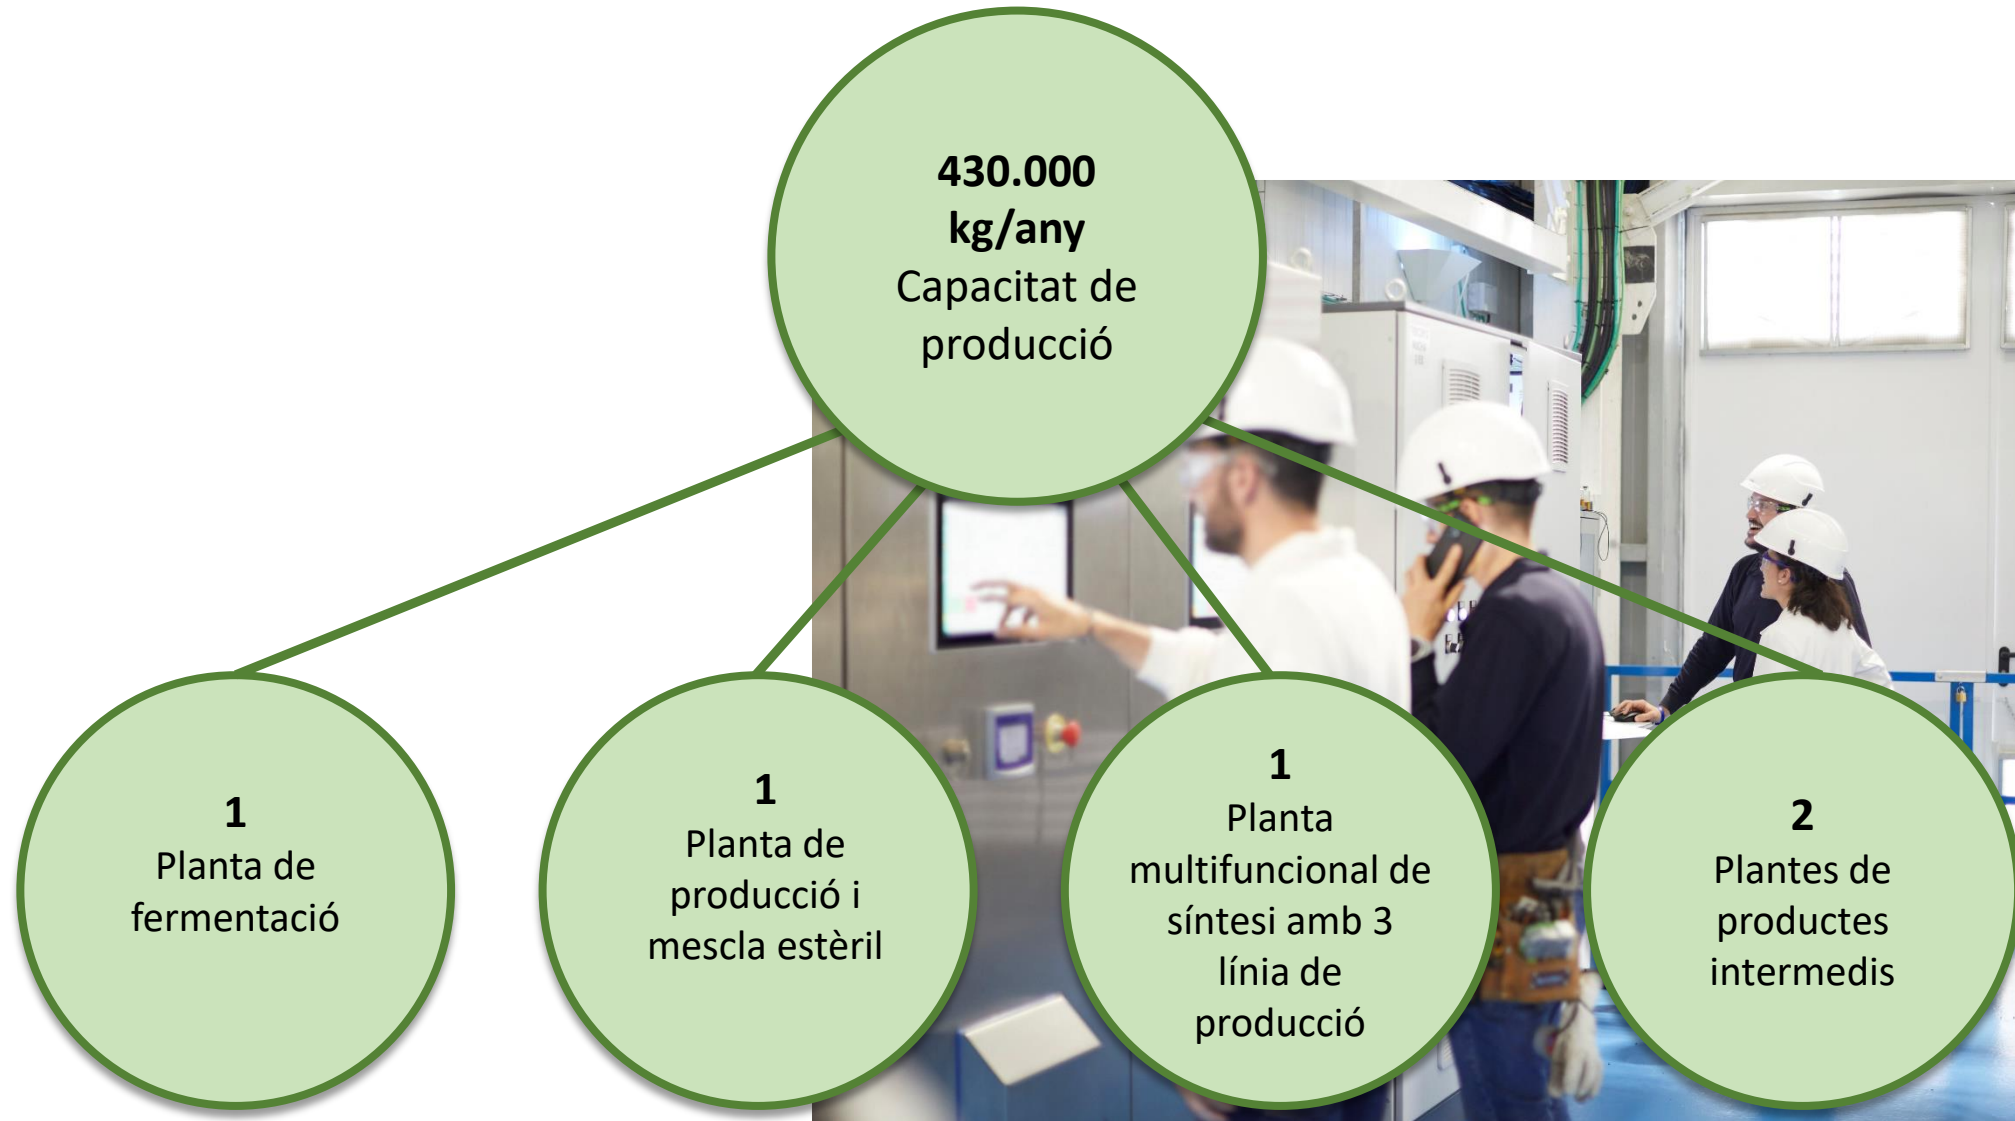 430.000
kg/any
Capacitat de
producció
1
Planta de
fermentació
1
Planta de
producció i
mescla estèril
1
Planta
multifuncional de
síntesi amb 3
línia de
producció
2
Plantes de
productes
intermedis